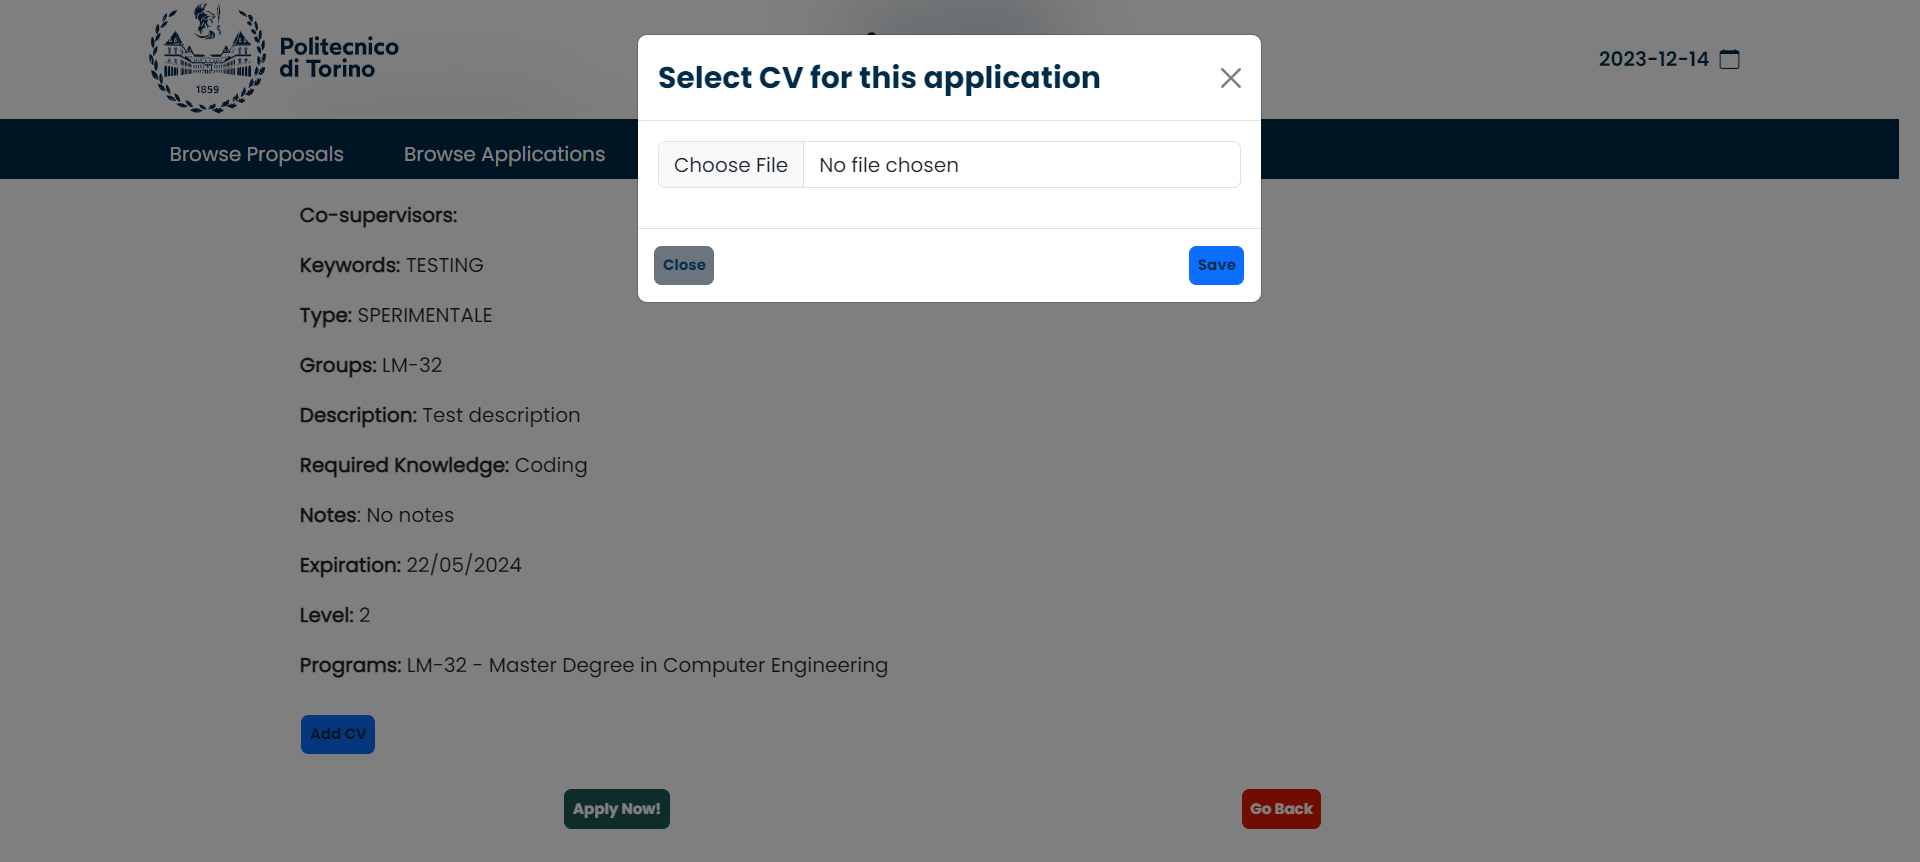 Politecnico
di Torino
1859
2023-12-14
Select CV for this application
Browse Proposals
Browse Applications
Choose File
No file chosen
Close
Save
Co-supervisors:
Keywords: TESTING
Type: SPERIMENTALE
Groups: LM-32
Description: Test description
Required Knowledge: Coding
Notes: No notes
Expiration: 22/05/2024
Level: 2
Programs: LM-32 - Master Degree in Computer Engineering
Add CV
Apply Now!
Go Back